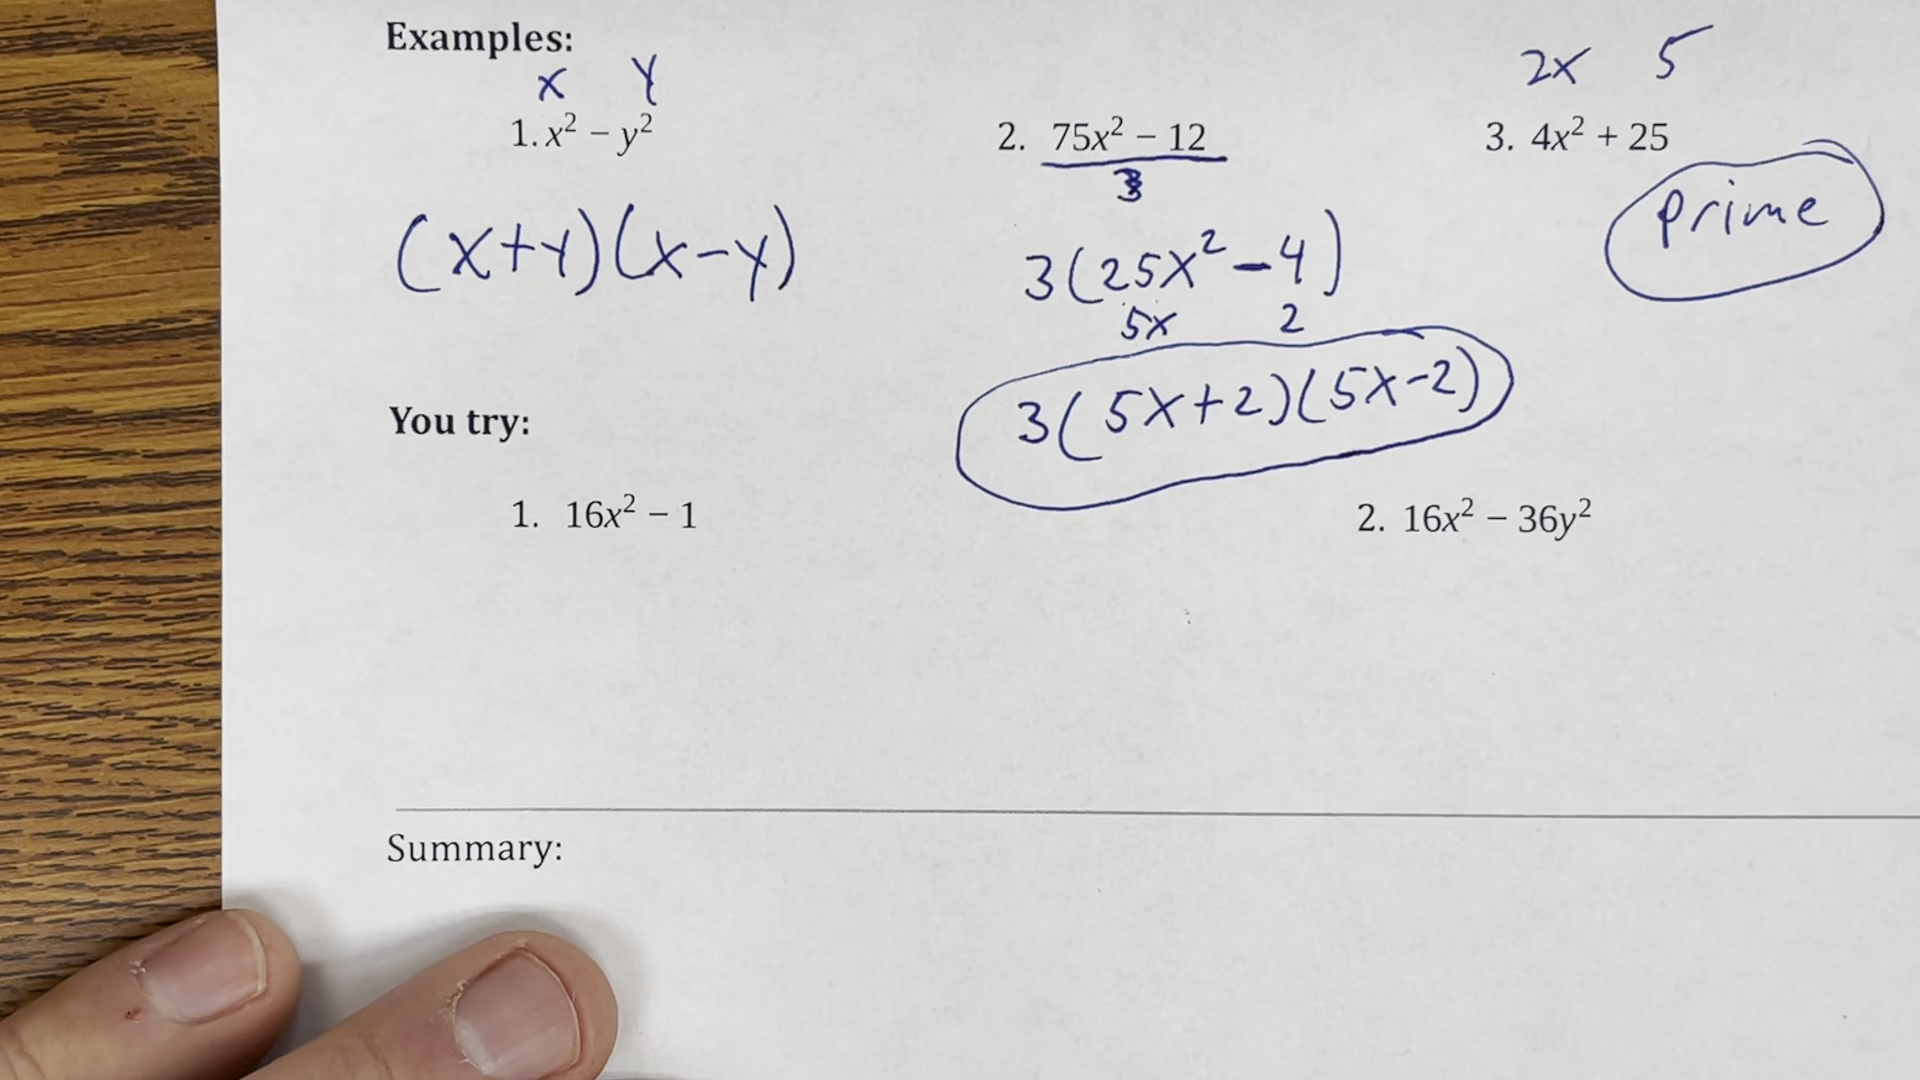 Examples:
x y 2x 5
1. x² − y² 2. 75x² − 12 3. 4x² + 25
3
prime
(x+y)(x−y) 3(25x²−4)
5x 2
3(5x+2)(5x−2)
You try:
1. 16x² − 1 2. 16x² − 36y²
Summary: